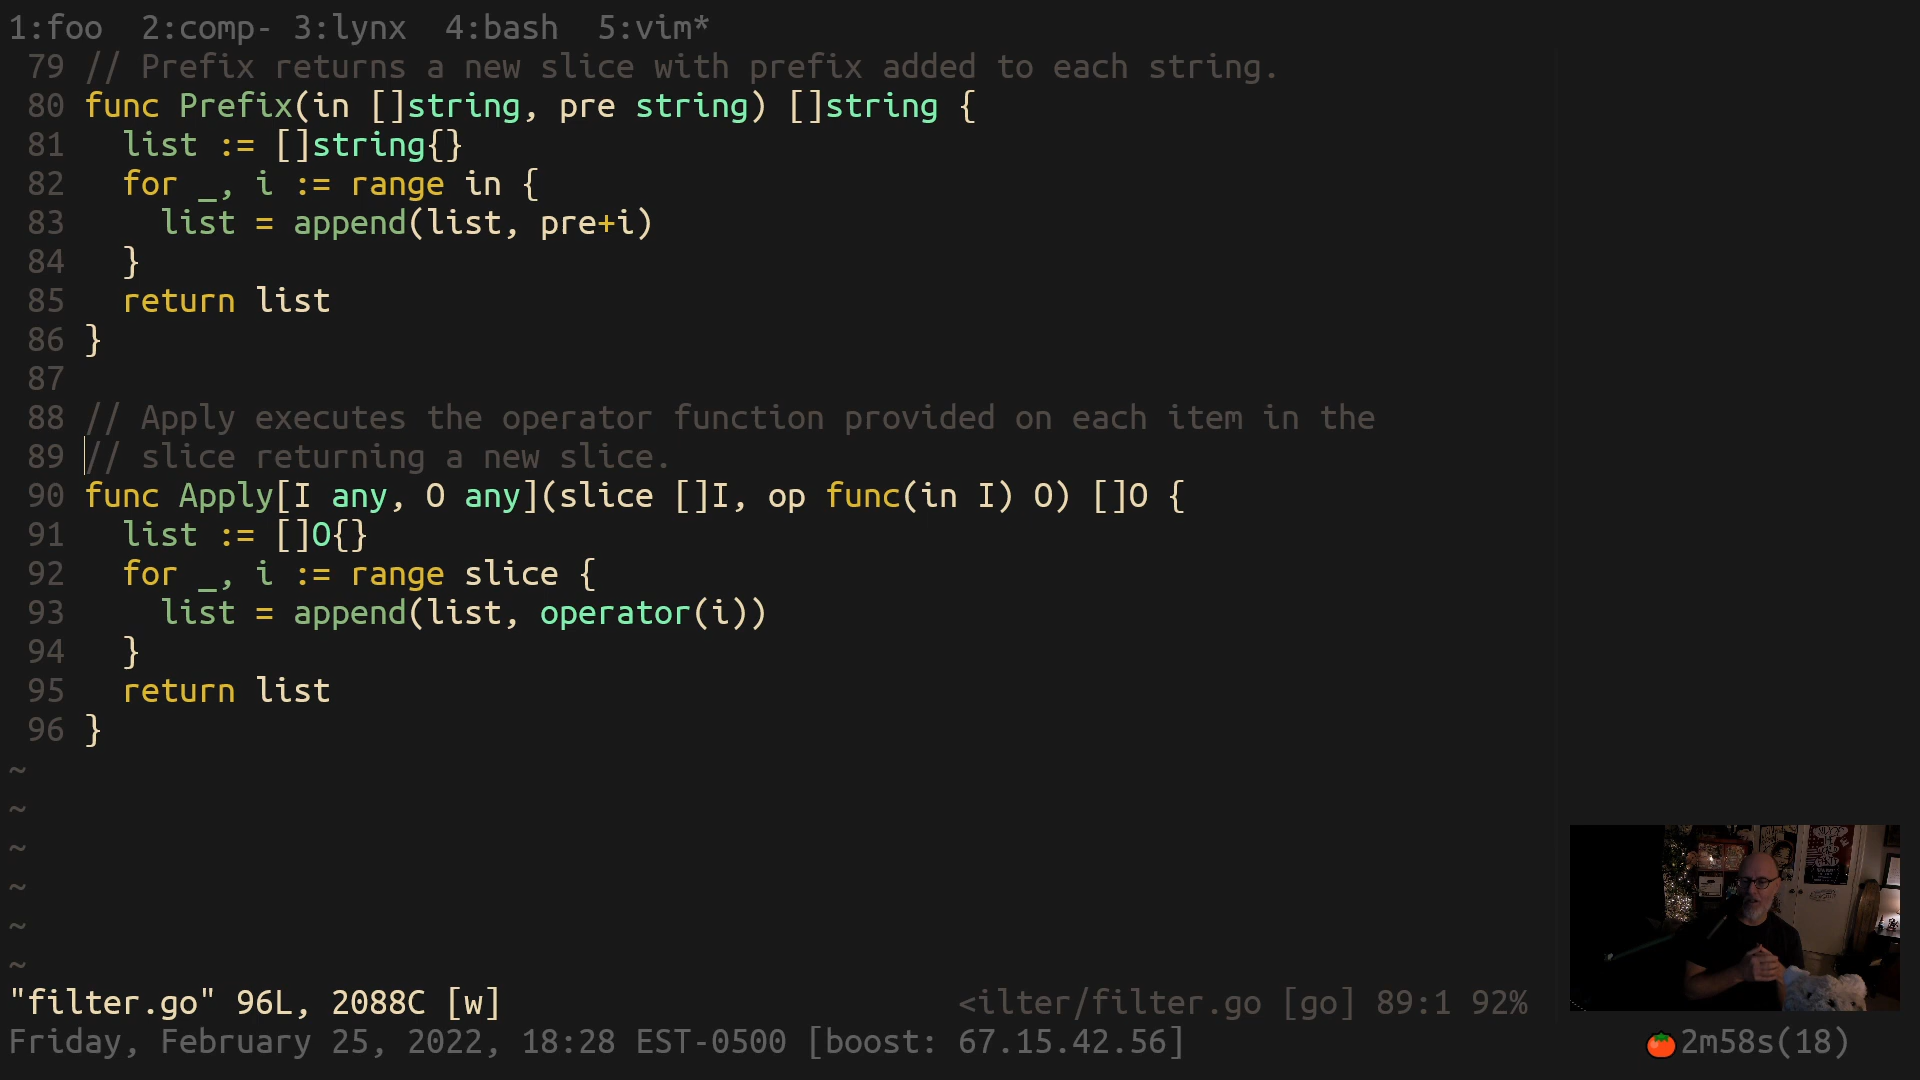 1:foo  2:comp- 3:lynx  4:bash  5:vim*
79 // Prefix returns a new slice with prefix added to each string.
80 func Prefix(in []string, pre string) []string {
81   list := []string{}
82   for _, i := range in {
83     list = append(list, pre+i)
84   }
85   return list
86 }
87
88 // Apply executes the operator function provided on each item in the
89 // slice returning a new slice.
90 func Apply[I any, O any](slice []I, op func(in I) O) []O {
91   list := []O{}
92   for _, i := range slice {
93     list = append(list, operator(i))
94   }
95   return list
96 }
~
~
~
~
~
~
"filter.go" 96L, 2088C [w] <ilter/filter.go [go] 89:1 92%
Friday, February 25, 2022, 18:28 EST-0500 [boost: 67.15.42.56] 🍅2m58s(18)